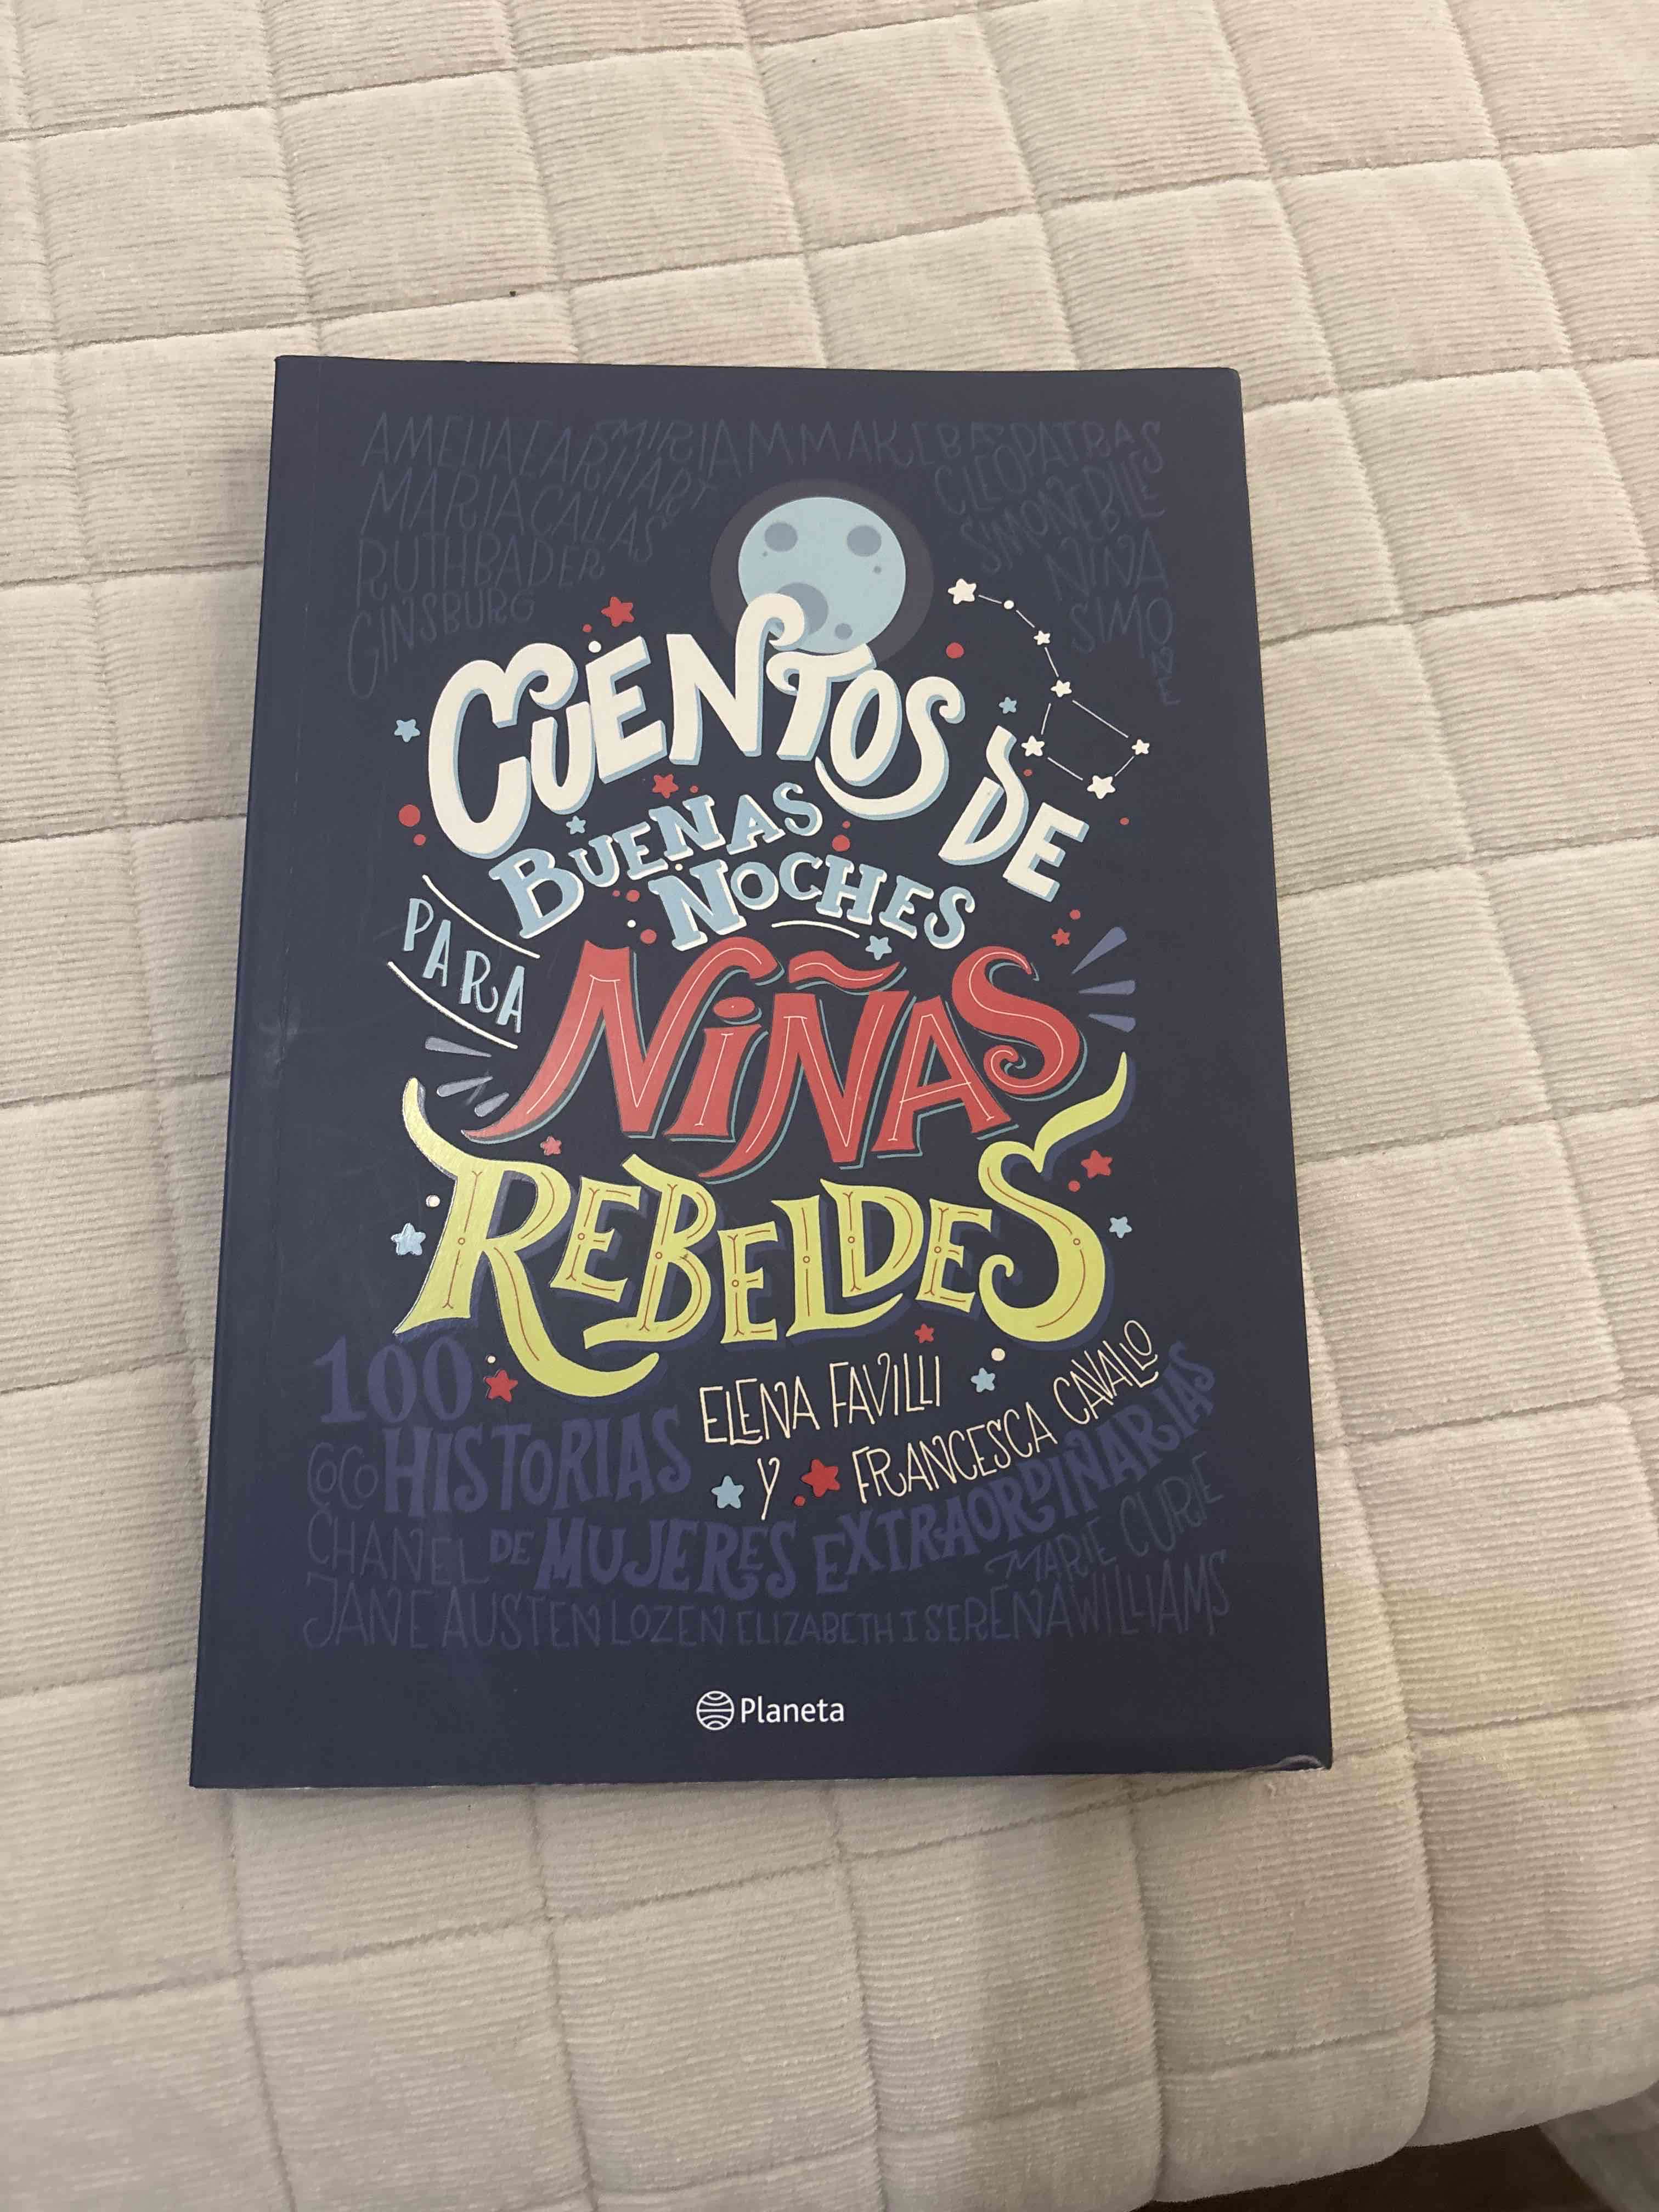 AMELIA EARHART
MIRIAM MAKEBA
CLEOPATRA
MARIA CALLAS
SIMONE BILES
RUTH BADER
GINSBURG
NINA
SIMONE
CUENTOS DE
BUENAS
NOCHES
PARA
NIÑAS
REBELDES
ELENA FAVILLI
Y FRANCESCA CAVALLO
100
HISTORIAS
DE MUJERES EXTRAORDINARIAS
COCO
CHANEL
MARIE CURIE
JANE AUSTEN LOZEN ELIZABETH I SERENA WILLIAMS
Planeta